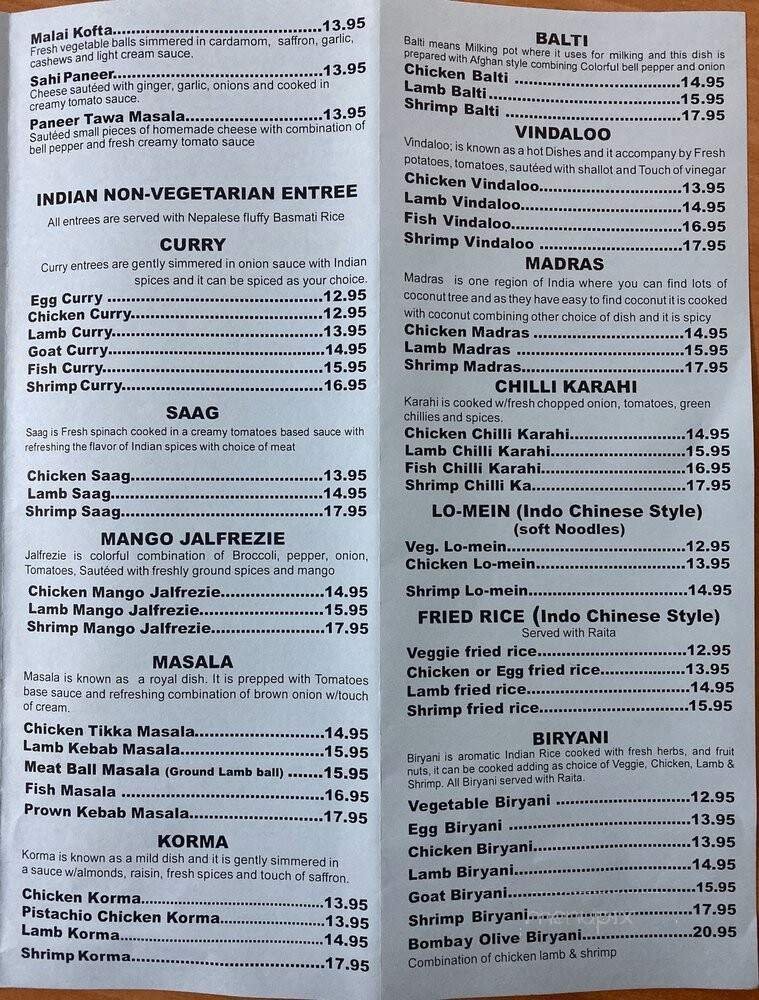 Malai Kofta..........................................13.95
Fresh vegetable balls simmered in cardamom, saffron, garlic,
cashews and light cream sauce.
Sahi Paneer..........................................13.95
Cheese sautéed with ginger, garlic, onions and cooked in
creamy tomato sauce.
Paneer Tawa Masala...........................13.95
Sautéed small pieces of homemade cheese with combination of
bell pepper and fresh creamy tomato sauce
INDIAN NON-VEGETARIAN ENTREE
All entrees are served with Nepalese fluffy Basmati Rice
CURRY
Curry entrees are gently simmered in onion sauce with Indian
spices and it can be spiced as your choice.
Egg Curry .......................................12.95
Chicken Curry...................................12.95
Lamb Curry......................................13.95
Goat Curry.......................................14.95
Fish Curry........................................15.95
Shrimp Curry....................................16.95
SAAG
Saag is Fresh spinach cooked in a creamy tomatoes based sauce with
refreshing the flavor of Indian spices with choice of meat
Chicken Saag...................................13.95
Lamb Saag.......................................14.95
Shrimp Saag.....................................17.95
MANGO JALFREZIE
Jalfrezie is colorful combination of Broccoli, pepper, onion,
Tomatoes, Sautéed with freshly ground spices and mango
Chicken Mango Jalfrezie...................14.95
Lamb Mango Jalfrezie.......................15.95
Shrimp Mango Jalfrezie.....................17.95
MASALA
Masala is known as a royal dish. It is prepped with Tomatoes
base sauce and refreshing combination of brown onion w/touch
of cream.
Chicken Tikka Masala........................14.95
Lamb Kebab Masala..........................15.95
Meat Ball Masala (Ground Lamb ball) .......15.95
Fish Masala .....................................16.95
Prown Kebab Masala.........................17.95
KORMA
Korma is known as a mild dish and it is gently simmered in
a sauce w/almonds, raisin, fresh spices and touch of saffron.
Chicken Korma..................................13.95
Pistachio Chicken Korma...................13.95
Lamb Korma.....................................14.95
Shrimp Korma...................................17.95
BALTI
Balti means Milking pot where it uses for milking and this dish is
prepared with Afghan style combining Colorful bell pepper and onion
Chicken Balti .............................14.95
Lamb Balti..................................15.95
Shrimp Balti ...............................17.95
VINDALOO
Vindaloo; is known as a hot Dishes and it accompany by Fresh
potatoes, tomatoes, sautéed with shallot and Touch of vinegar
Chicken Vindaloo.........................13.95
Lamb Vindaloo.............................14.95
Fish Vindaloo...............................16.95
Shrimp Vindaloo .........................17.95
MADRAS
Madras is one region of India where you can find lots of
coconut tree and as they have easy to find coconut it is cooked
with coconut combining other choice of dish and it is spicy
Chicken Madras ..........................14.95
Lamb Madras .............................15.95
Shrimp Madras............................17.95
CHILLI KARAHI
Karahi is cooked w/fresh chopped onion, tomatoes, green
chillies and spices.
Chicken Chilli Karahi....................14.95
Lamb Chilli Karahi........................15.95
Fish Chilli Karahi..........................16.95
Shrimp Chilli Ka...........................17.95
LO-MEIN (Indo Chinese Style)
(soft Noodles)
Veg. Lo-mein...............................12.95
Chicken Lo-mein..........................13.95
Shrimp Lo-mein...........................14.95
FRIED RICE (Indo Chinese Style)
Served with Raita
Veggie fried rice..........................12.95
Chicken or Egg fried rice...............13.95
Lamb fried rice............................14.95
Shrimp fried rice..........................15.95
BIRYANI
Biryani is aromatic Indian Rice cooked with fresh herbs, and fruit
nuts, it can be cooked adding as choice of Veggie, Chicken, Lamb &
Shrimp. All Biryani served with Raita.
Vegetable Biryani ........................12.95
Egg Biryani ................................13.95
Chicken Biryani............................13.95
Lamb Biryani...............................14.95
Goat Biryani................................15.95
Shrimp Biryani.............................17.95
Bombay Olive Biryani....................20.95
Combination of chicken lamb & shrimp